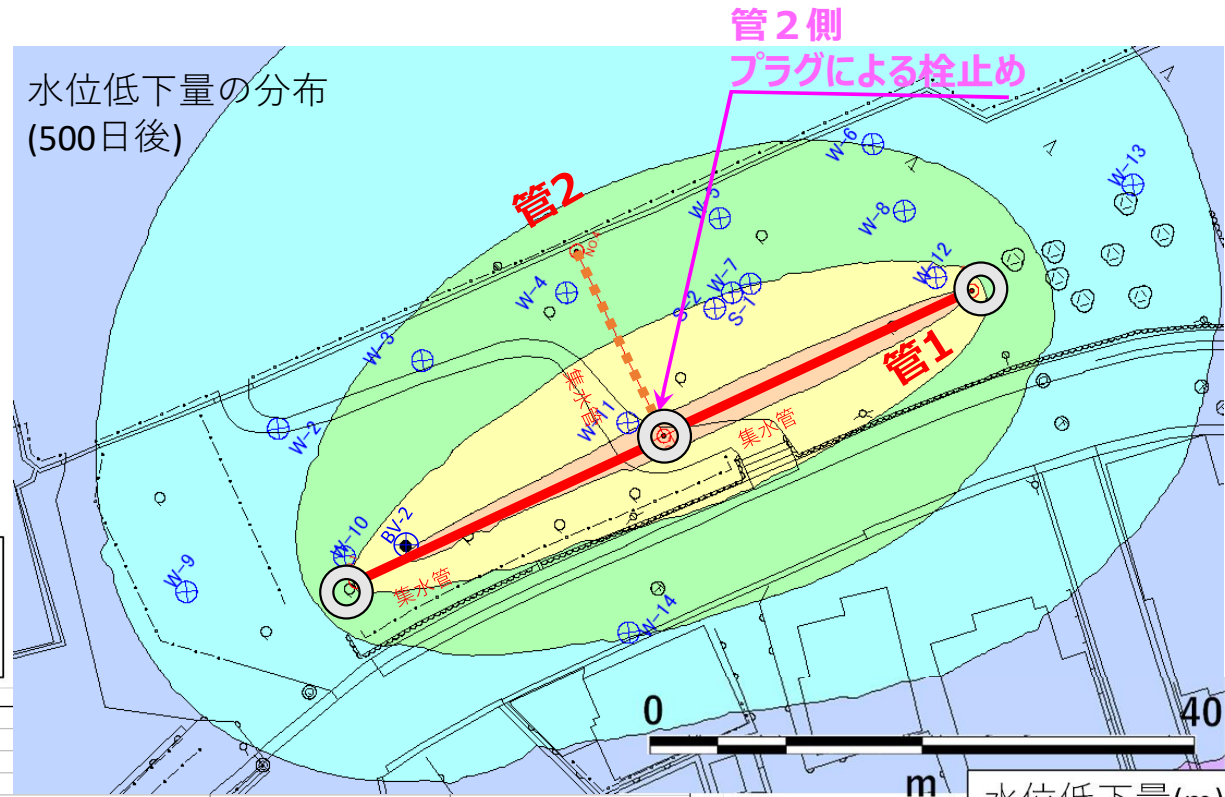 管２側
プラグによる栓止め
水位低下量の分布
(500日後)
W-6
W-13
管2
W-5
W-8
NO.1
W-4
W-7
W-12
S-2
S-1
W-3
管1
集水管
W-11
集水管
W-2
W-10
BV-2
W-9
集水管
W-14
0
40
m
水位低下量(m)